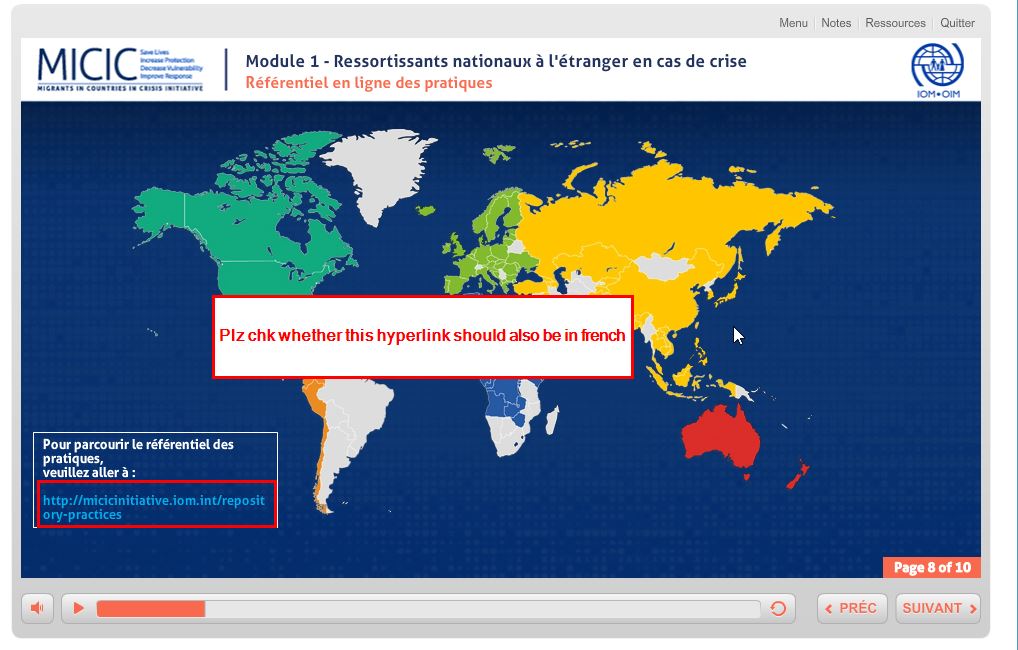 Menu | Notes | Ressources | Quitter
MICIC
Save Lives
Increase Protection
Decrease Vulnerability
Improve Response
MIGRANTS IN COUNTRIES IN CRISIS INITIATIVE
Module 1 - Ressortissants nationaux à l'étranger en cas de crise
Référentiel en ligne des pratiques
IOM•OIM
Plz chk whether this hyperlink should also be in french
Pour parcourir le référentiel des
pratiques,
veuillez aller à :
http://micicinitiative.iom.int/reposit
ory-practices
Page 8 of 10
PRÉC
SUIVANT